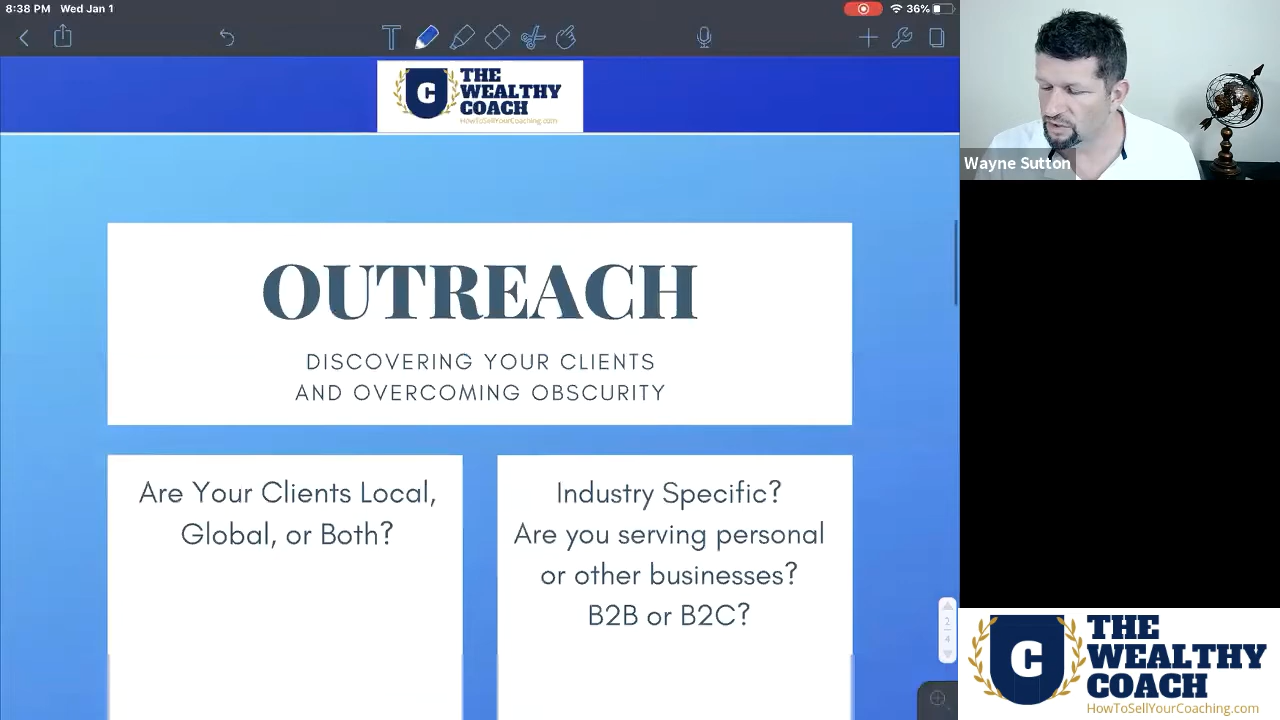 8:38 PM Wed Jan 1
36%
THE
WEALTHY
COACH
C
HowToSellYourCoaching.com
Wayne Sutton
OUTREACH
DISCOVERING YOUR CLIENTS
AND OVERCOMING OBSCURITY
Are Your Clients Local,
Global, or Both?
Industry Specific?
Are you serving personal
or other businesses?
B2B or B2C?
2
4
THE
WEALTHY
COACH
C
HowToSellYourCoaching.com